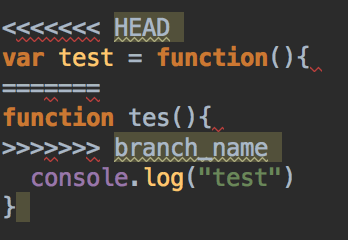 <<<<<<< HEAD
var test = function(){
=======
function tes(){
>>>>>>> branch_name
  console.log("test")
}